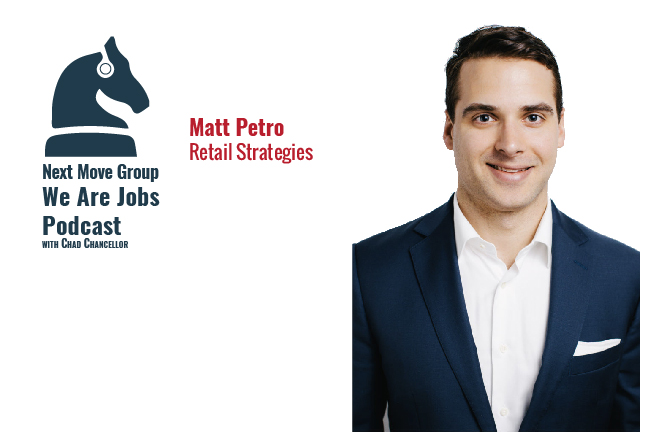 Next Move Group
We Are Jobs
Podcast
WITH CHAD CHANCELLOR
Matt Petro
Retail Strategies